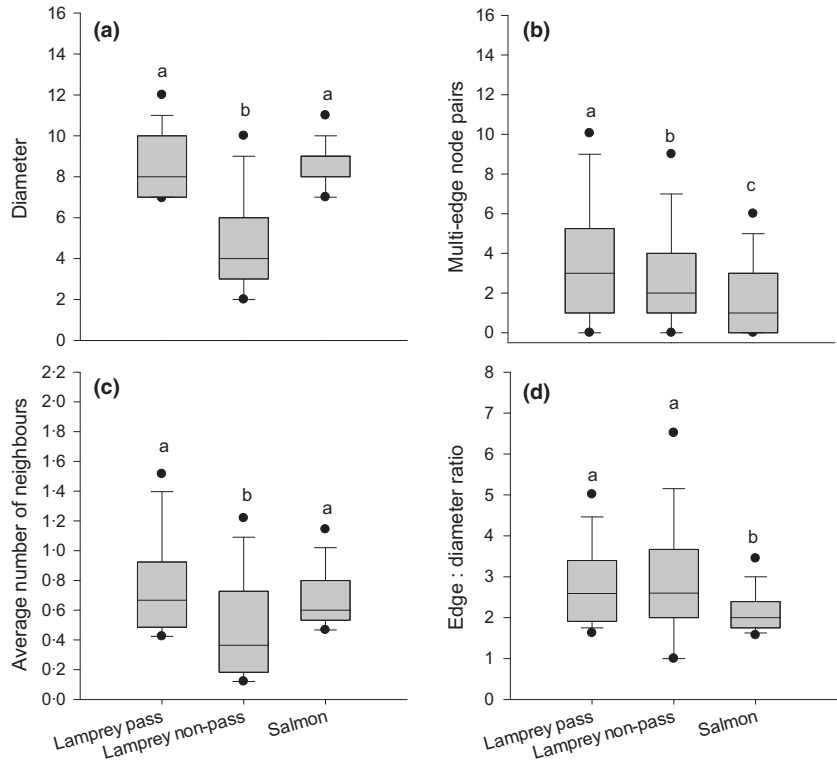 (a)
Diameter
16
14
12
10
8
6
4
2
0
a
b
a
(b)
Multi-edge node pairs
16
14
12
10
8
6
4
2
0
a
b
c
(c)
Average number of neighbours
2·2
2·0
1·8
1·6
1·4
1·2
1·0
0·8
0·6
0·4
0·2
0·0
a
b
a
Lamprey pass
Lamprey non-pass
Salmon
(d)
Edge : diameter ratio
8
7
6
5
4
3
2
1
0
a
a
b
Lamprey pass
Lamprey non-pass
Salmon